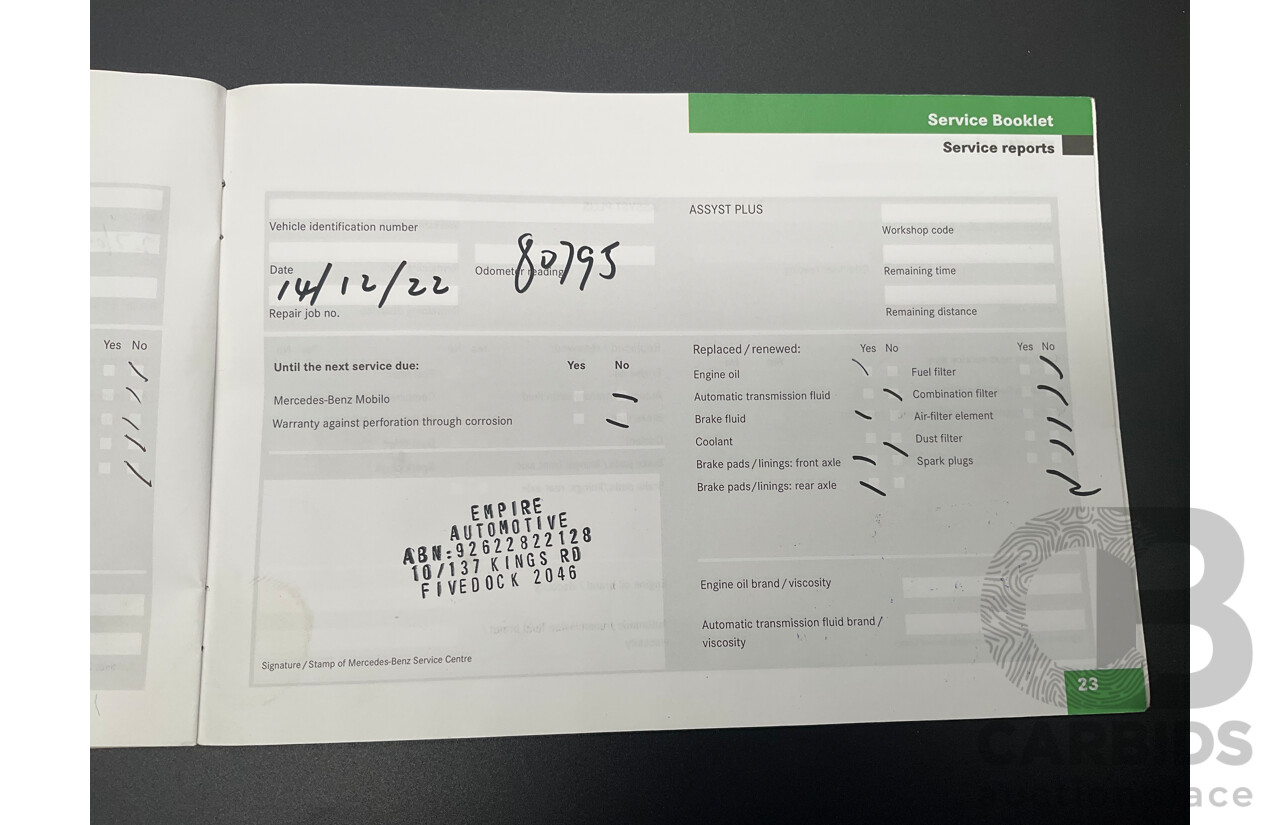 Service Booklet
Service reports
Vehicle identification number
ASSYST PLUS
Workshop code
Date
14/12/22
Odometer reading
80795
Remaining time
Repair job no.
Remaining distance
Yes No
Until the next service due:
Yes No
Mercedes-Benz Mobilo
Warranty against perforation through corrosion
Replaced/renewed:
Yes No
Engine oil
Automatic transmission fluid
Brake fluid
Coolant
Brake pads/linings: front axle
Brake pads/linings: rear axle
Yes No
Fuel filter
Combination filter
Air-filter element
Dust filter
Spark plugs
EMPIRE
AUTOMOTIVE
ABN:92622822128
10/137 KINGS RD
FIVEDOCK 2046
Signature/Stamp of Mercedes-Benz Service Centre
Engine oil brand/viscosity
Automatic transmission fluid brand/
viscosity
23
CARBIDS
auctionplace